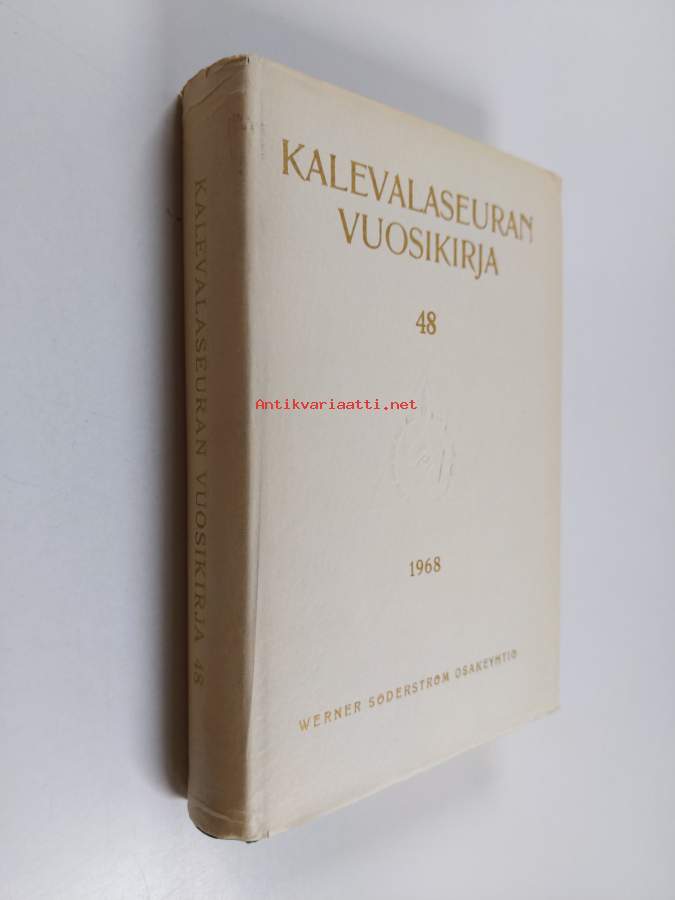 KALEVALASEURAN
VUOSIKIRJA
48
Antikvariaatti.net
1968
WERNER SÖDERSTRÖM OSAKEYHTIÖ
KALEVALASEURAN VUOSIKIRJA 48